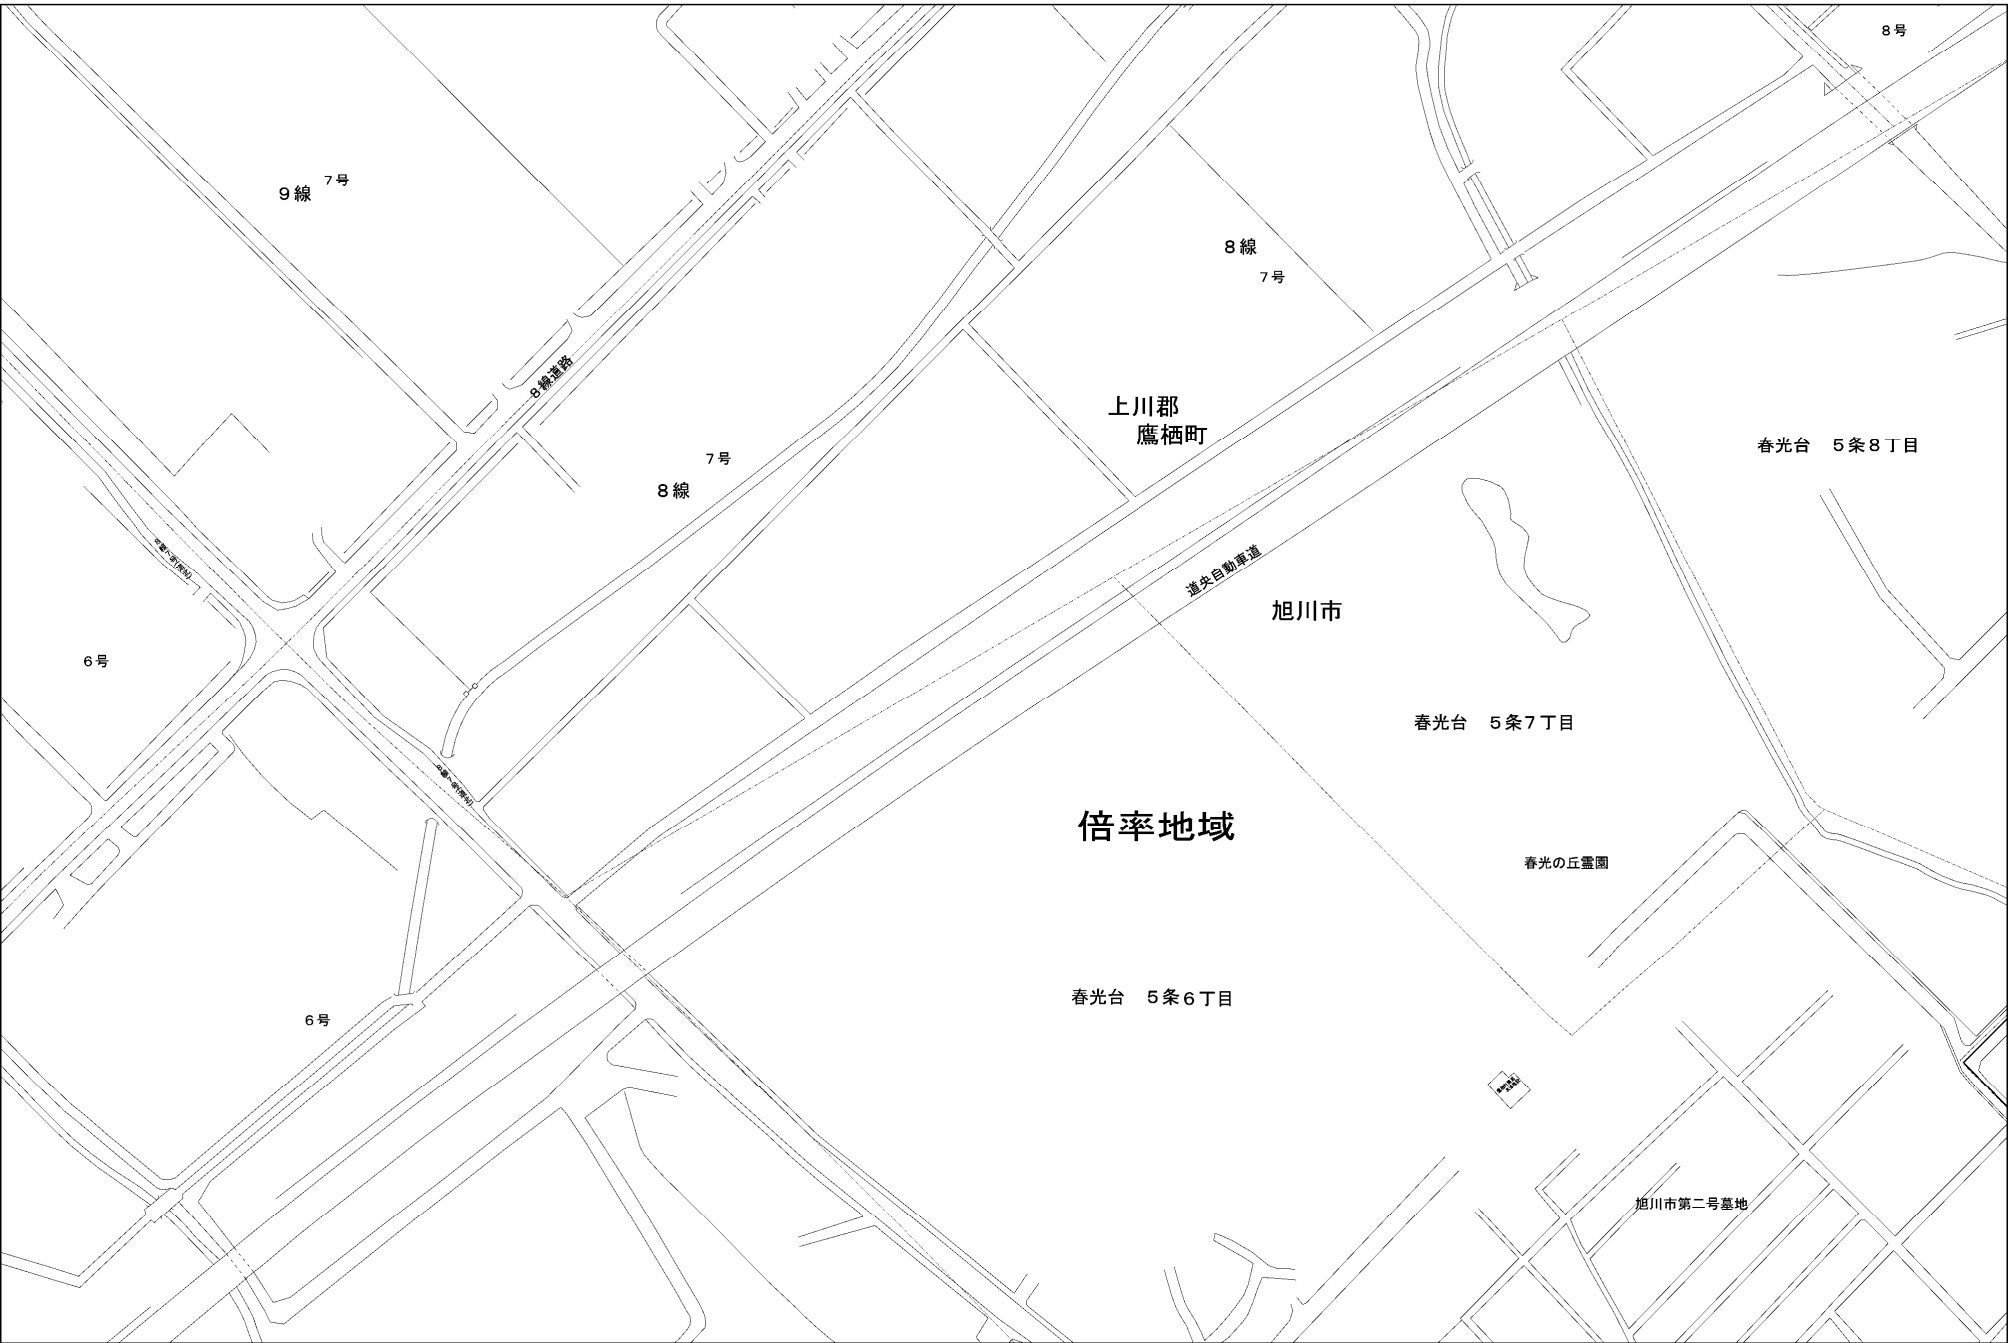 8号
9線
7号
8線
7号
8線道路
上川郡
鷹栖町
春光台 5条8丁目
7号
8線
道央自動車道
旭川市
6号
春光台 5条7丁目
倍率地域
春光の丘霊園
春光台 5条6丁目
6号
旭川市第二号墓地